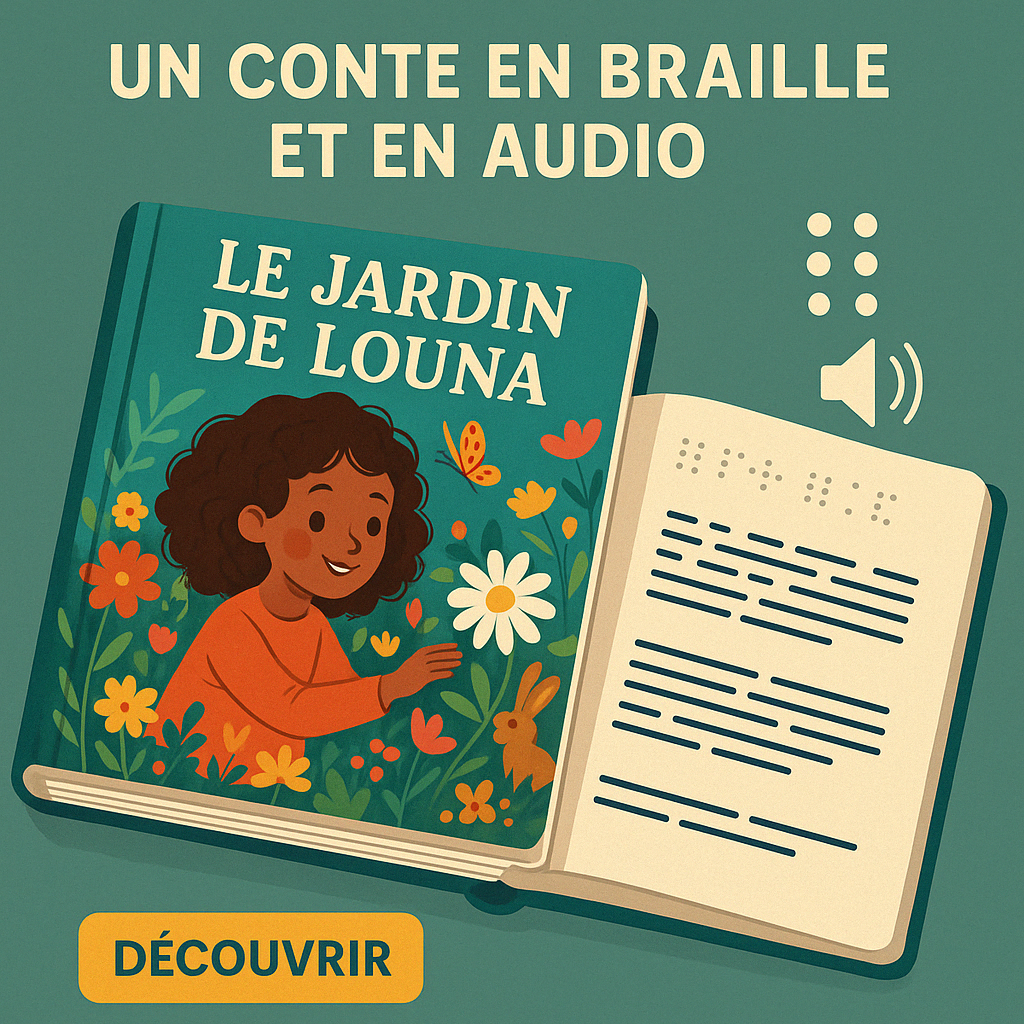 UN CONTE EN BRAILLE
ET EN AUDIO
LE JARDIN
DE LOUNA
DÉCOUVRIR